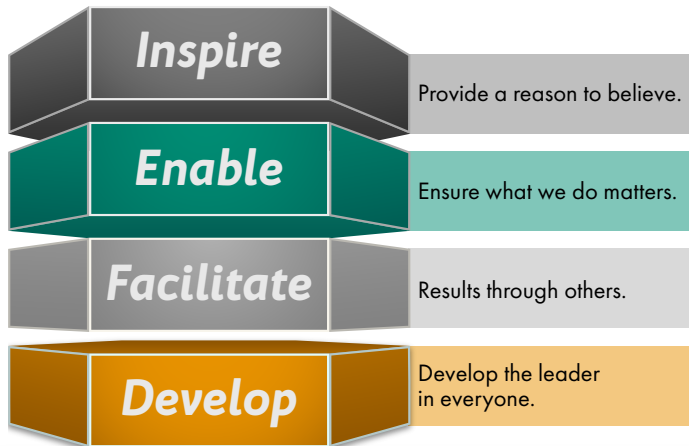 Inspire
Provide a reason to believe.
Enable
Ensure what we do matters.
Facilitate
Results through others.
Develop
Develop the leader
in everyone.